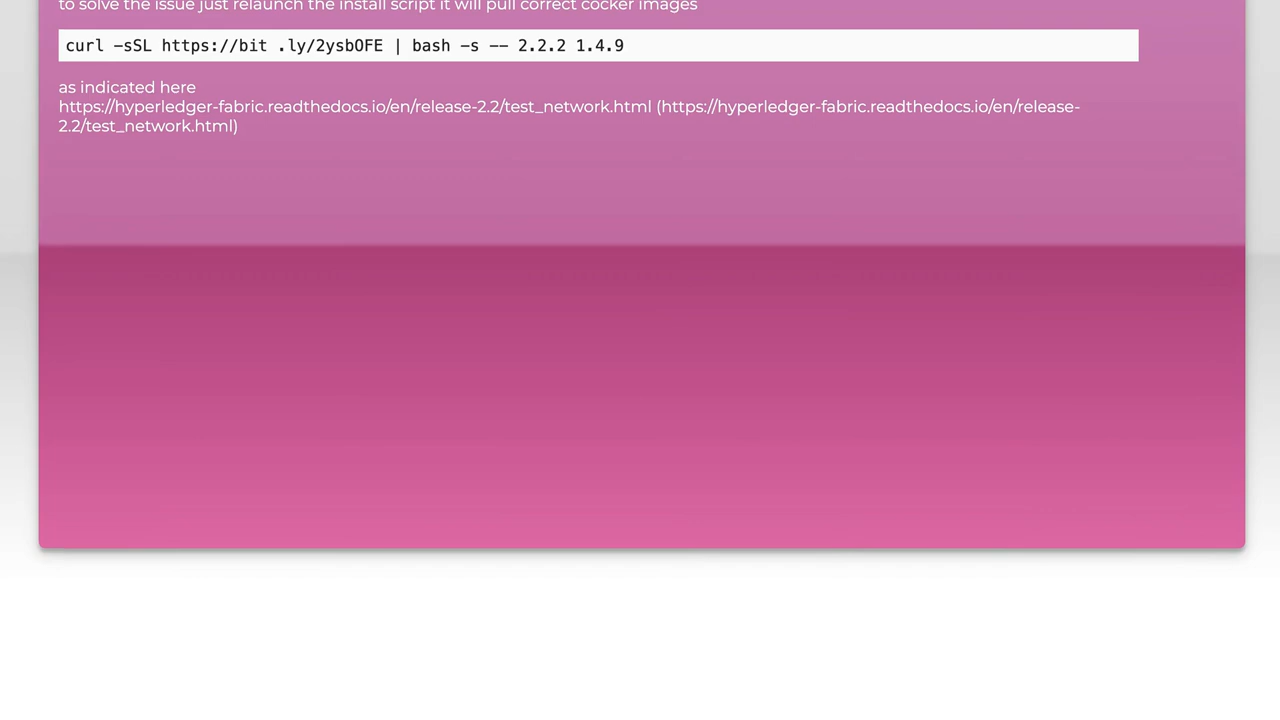 to solve the issue just relaunch the install script it will pull correct cocker images
curl -sSL https://bit .ly/2ysbOFE | bash -s -- 2.2.2 1.4.9
as indicated here
https://hyperledger-fabric.readthedocs.io/en/release-2.2/test_network.html (https://hyperledger-fabric.readthedocs.io/en/release-
2.2/test_network.html)